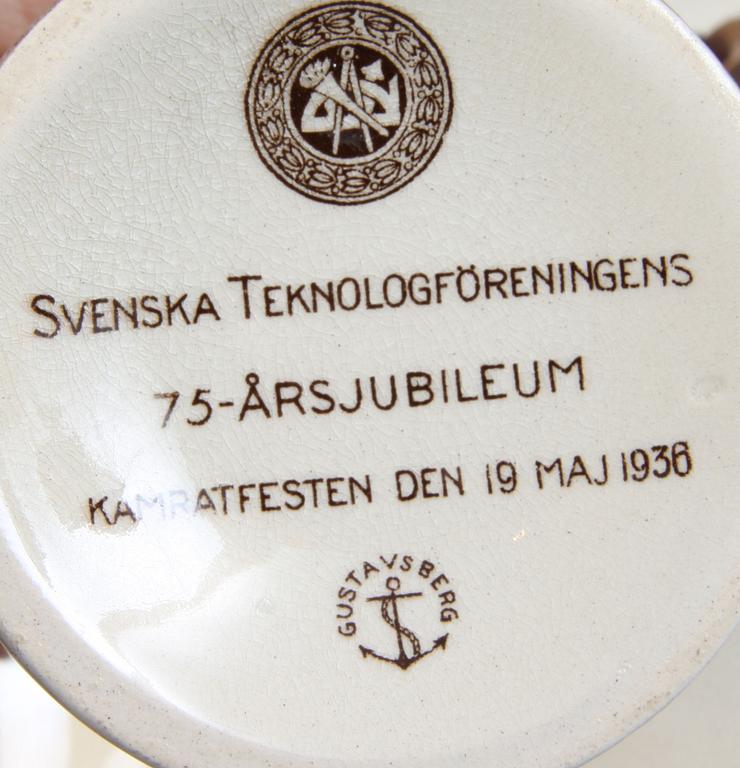 SVENSKA TEKNOLOGFÖRENINGENS
75-ÅRSJUBILEUM
KAMRATFESTEN DEN 19 MAJ 1936
GUSTAVSBERG